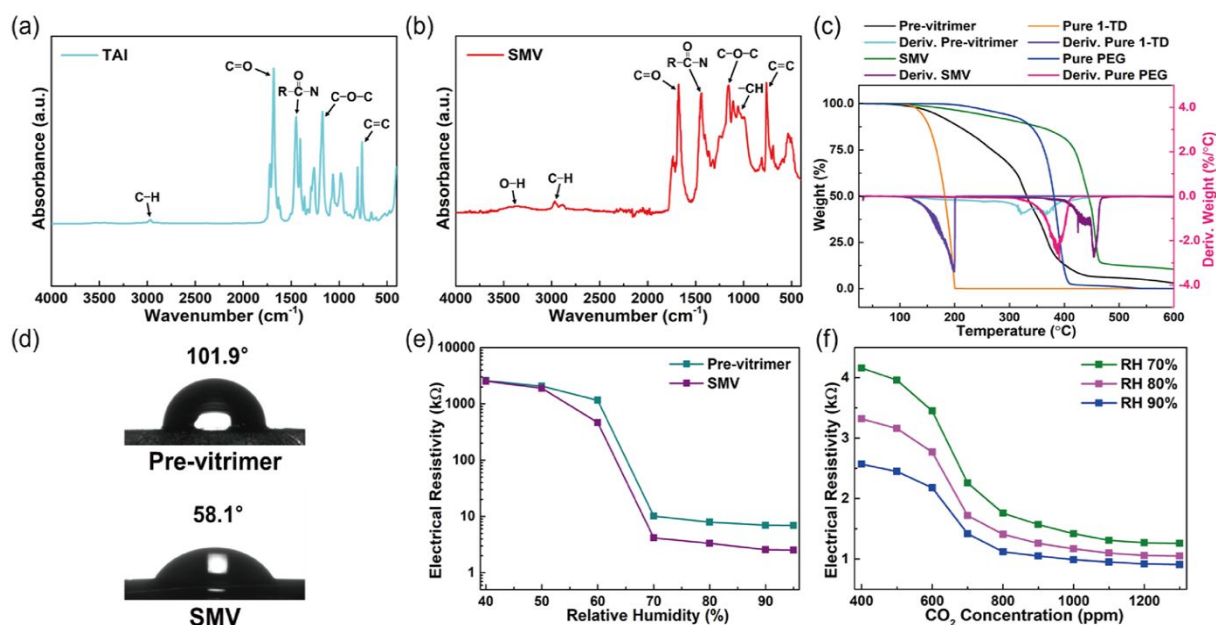 (a)
TAI
C=O
O
R-C-N
C-O-C
C=C
C-H
Absorbance (a.u.)
4000 3000 2000 1500 1000 500
Wavenumber (cm⁻¹)
(b)
SMV
C=O
O
R-C-N
C-O-C
-CH
C=C
O-H
C-H
Absorbance (a.u.)
4000 3000 2000 1500 1000 500
Wavenumber (cm⁻¹)
(c)
Pre-vitrimer Pure 1-TD
Deriv. Pre-vitrimer Deriv. Pure 1-TD
SMV Pure PEG
Deriv. SMV Deriv. Pure PEG
100.0
75.0
50.0
25.0
0.0
Weight (%)
4.0
2.0
0.0
-2.0
-4.0
Deriv. Weight (%/°C)
100 200 300 400 500 600
Temperature (°C)
(d)
101.9°
Pre-vitrimer
58.1°
SMV
(e)
Pre-vitrimer
SMV
10000
1000
100
10
1
Electrical Resistivity (kΩ)
40 50 60 70 80 90
Relative Humidity (%)
(f)
RH 70%
RH 80%
RH 90%
4
3
2
1
Electrical Resistivity (kΩ)
400 600 800 1000 1200
CO₂ Concentration (ppm)